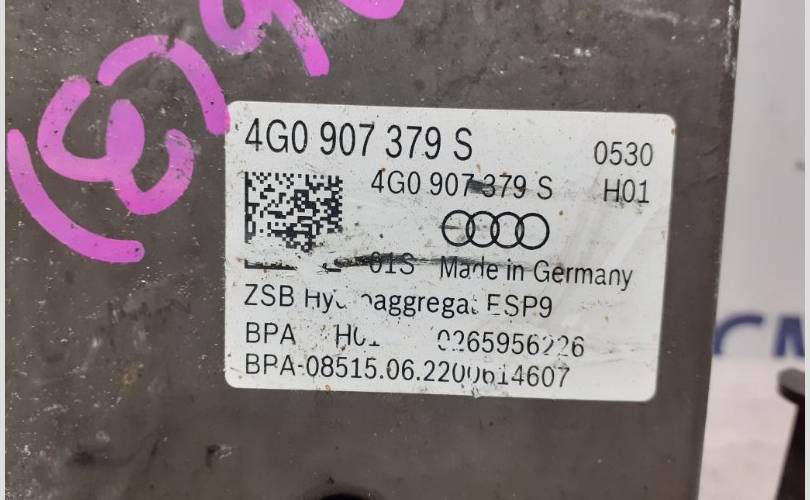 4G0 907 379 S
0530
4G0 907 379 S H01
01S Made in Germany
ZSB ESP9
BPA 0265956226
BPA-08515.06.2200614607